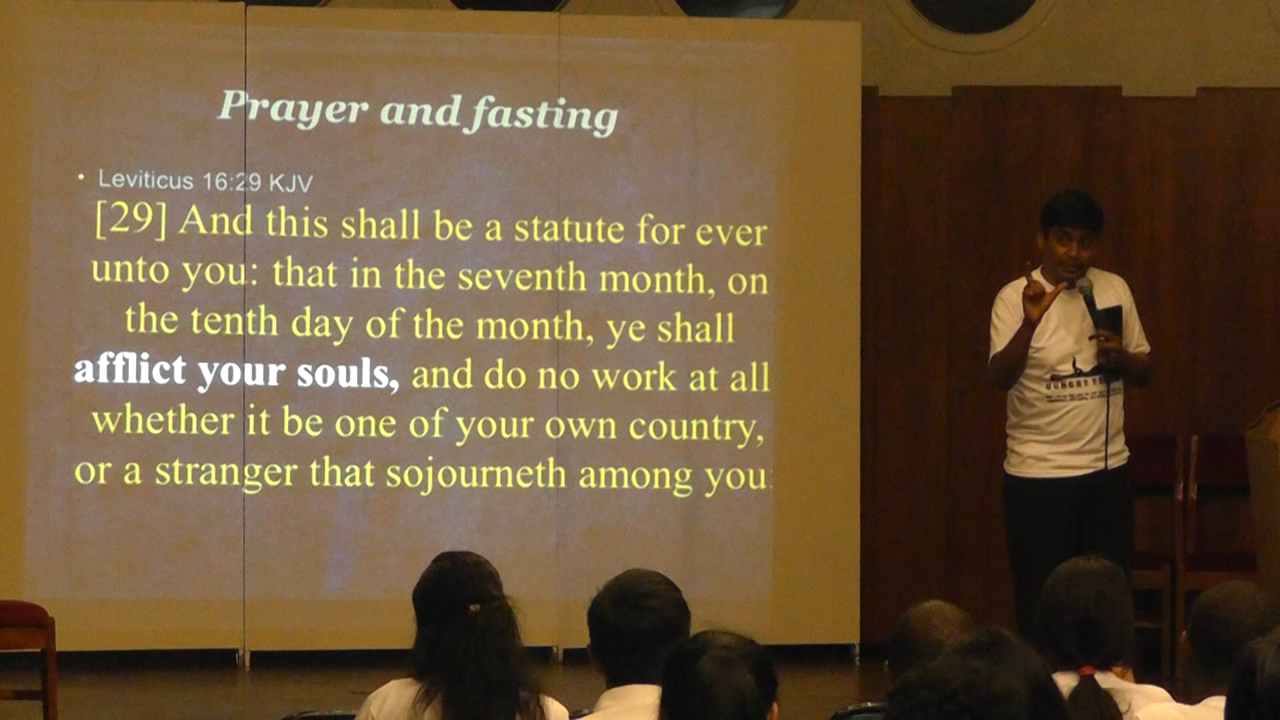 Prayer and fasting
• Leviticus 16:29 KJV
[29] And this shall be a statute for ever
unto you: that in the seventh month, on
the tenth day of the month, ye shall
afflict your souls, and do no work at all
whether it be one of your own country,
or a stranger that sojourneth among you:
HUNGRY